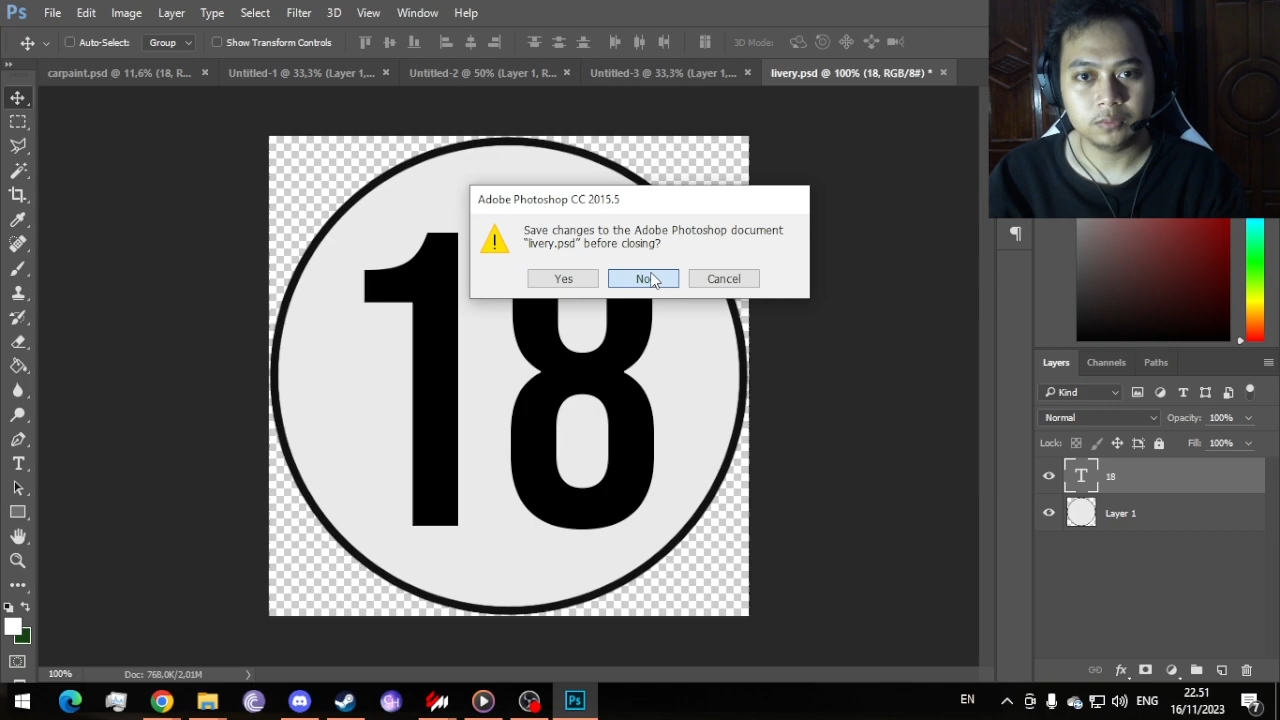 Ps File Edit Image Layer Type Select Filter 3D View Window Help
Auto-Select: Group Show Transform Controls 3D Mode:
carpaint.psd @ 11,6% (18, R... × Untitled-1 @ 33,3% (Layer 1,... × Untitled-2 @ 50% (Layer 1, R... × Untitled-3 @ 33,3% (Layer 1,... × livery.psd @ 100% (18, RGB/8#) * ×
Adobe Photoshop CC 2015.5
Save changes to the Adobe Photoshop document
“livery.psd” before closing?
Yes No Cancel
18
Layers Channels Paths
Kind
Normal Opacity: 100%
Lock: Fill: 100%
T 18
Layer 1
100% Doc: 768,0K/2,01M
EN ENG
22.51
16/11/2023
7
Ps